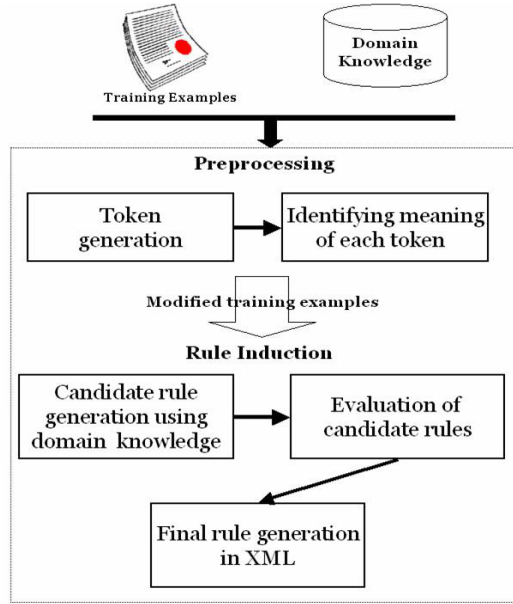 Domain
Knowledge
Training Examples
Preprocessing
Token
generation
Identifying meaning
of each token
Modified training examples
Rule Induction
Candidate rule
generation using
domain knowledge
Evaluation of
candidate rules
Final rule generation
in XML